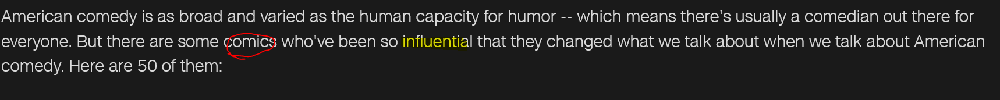 American comedy is as broad and varied as the human capacity for humor -- which means there's usually a comedian out there for
everyone. But there are some comics who've been so influential that they changed what we talk about when we talk about American
comedy. Here are 50 of them: